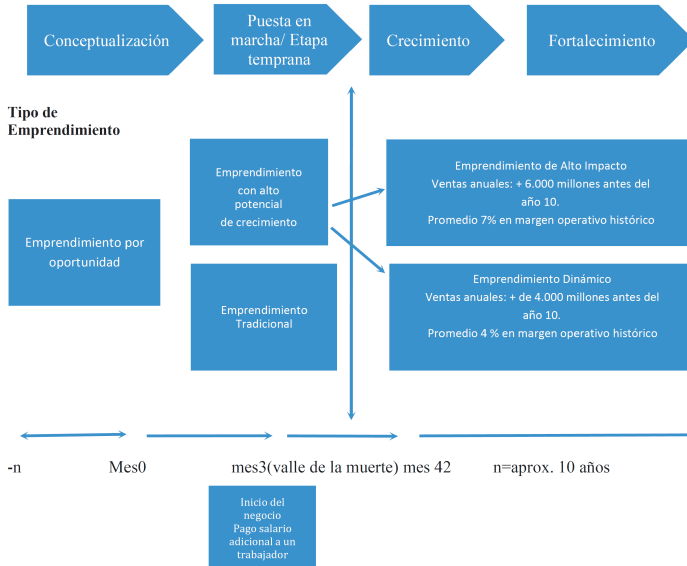 Conceptualización
Puesta en
marcha/ Etapa
temprana
Crecimiento
Fortalecimiento
Tipo de
Emprendimiento
Emprendimiento por
oportunidad
Emprendimiento
con alto
potencial
de crecimiento
Emprendimiento
Tradicional
Emprendimiento de Alto Impacto
Ventas anuales: + 6.000 millones antes del
año 10.
Promedio 7% en margen operativo histórico
Emprendimiento Dinámico
Ventas anuales: + de 4.000 millones antes del
año 10.
Promedio 4 % en margen operativo histórico
-n Mes0 mes3(valle de la muerte) mes 42 n=aprox. 10 años
Inicio del
negocio
Pago salario
adicional a un
trabajador